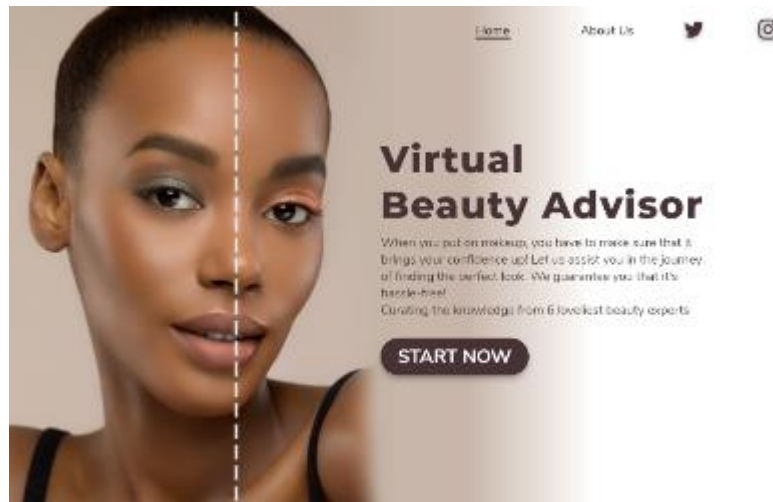 Home About Us
Virtual
Beauty Advisor
When you put on makeup, you have to make sure that it
brings your confidence up! Let us assist you in the journey
of finding the perfect look. We guarantee you that it's
hassle-free!
Curating the knowledge from 6 loveliest beauty experts
START NOW